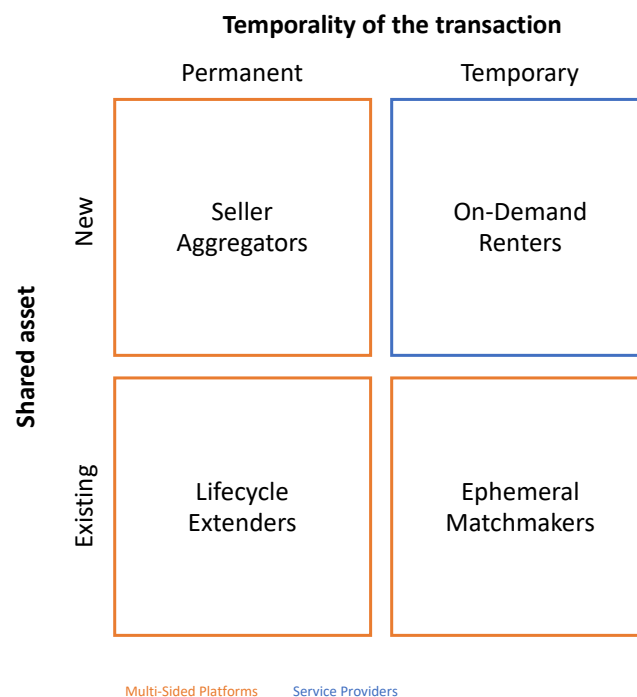 Temporality of the transaction
Permanent Temporary
New
Seller
Aggregators
On-Demand
Renters
Shared asset
Existing
Lifecycle
Extenders
Ephemeral
Matchmakers
Multi-Sided Platforms Service Providers